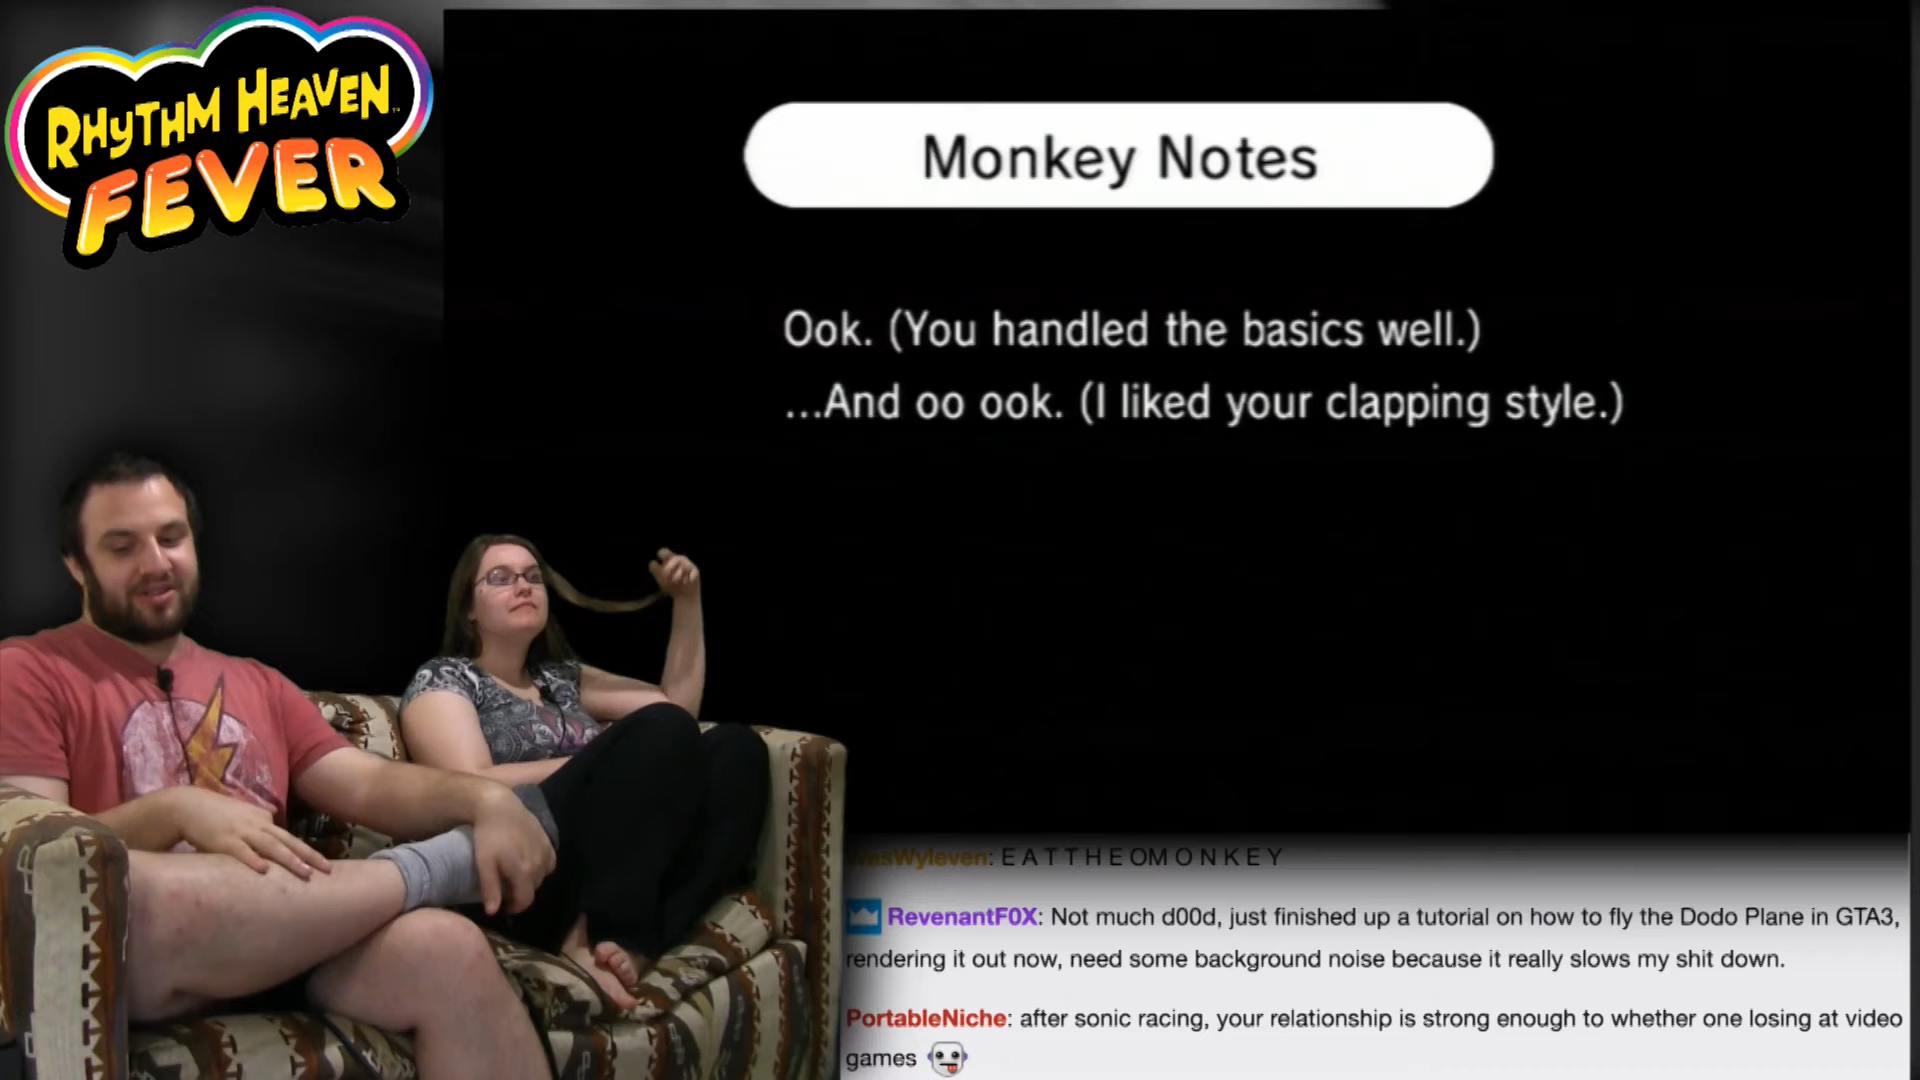 RHYTHM HEAVEN
FEVER
Monkey Notes
Ook. (You handled the basics well.)
...And oo ook. (I liked your clapping style.)
: E A T T H E OM O N K E Y
RevenantF0X: Not much d00d, just finished up a tutorial on how to fly the Dodo Plane in GTA3,
rendering it out now, need some background noise because it really slows my shit down.
PortableNiche: after sonic racing, your relationship is strong enough to whether one losing at video
games